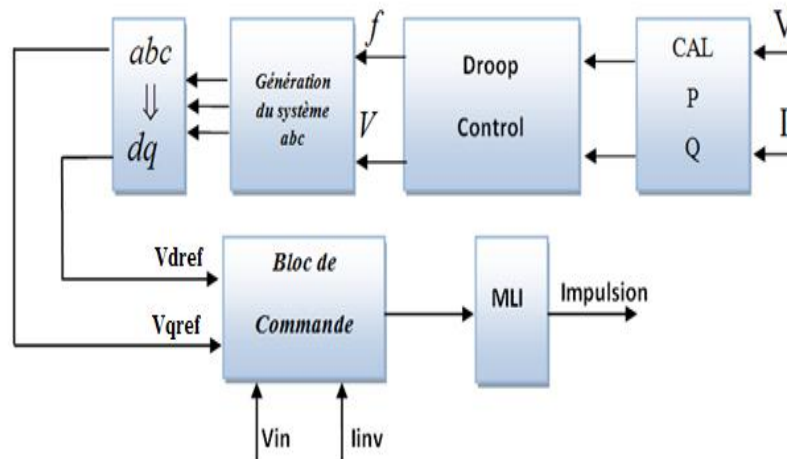 abc
⇓
dq
Génération
du système
abc
f
V
Droop
Control
CAL
P
Q
V
I
Vdref
Vqref
Bloc de
Commande
MLI
Impulsion
Vin
Iinv